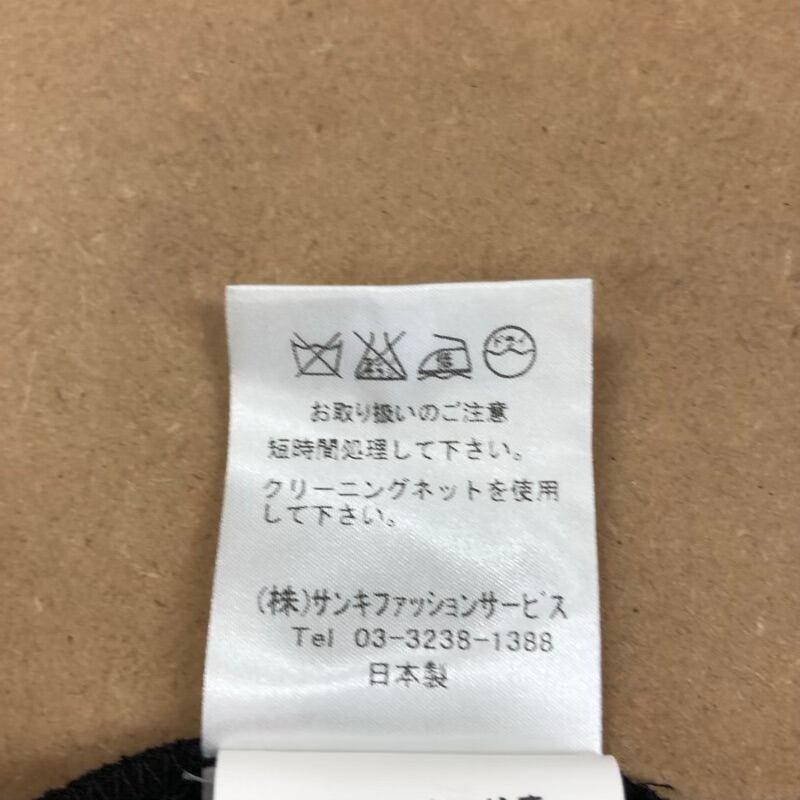 ドライ
お取り扱いのご注意
短時間処理して下さい。
クリーニングネットを使用
して下さい。
(株)サンキファッションサービス
Tel 03-3238-1388
日本製